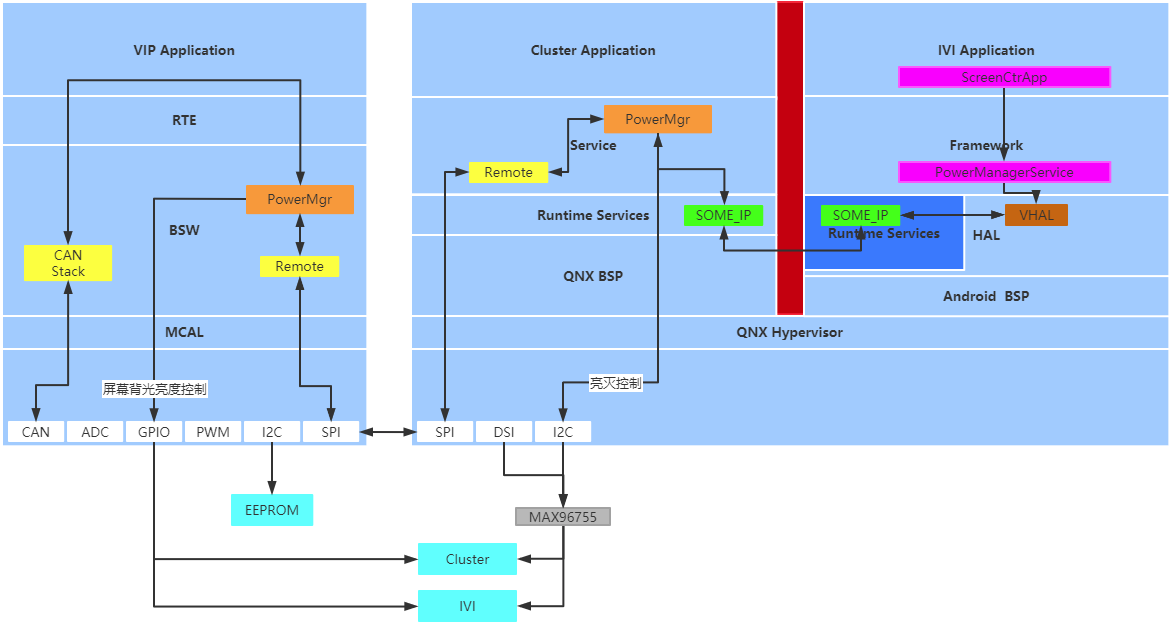 VIP Application
Cluster Application
IVI Application
ScreenCtrApp
RTE
PowerMgr
Service
Framework
Remote
PowerManagerService
PowerMgr
BSW
Runtime Services
SOME_IP
SOME_IP
VHAL
Runtime Services
HAL
CAN
Stack
Remote
QNX BSP
Android BSP
MCAL
QNX Hypervisor
屏幕背光亮度控制
亮灭控制
CAN
ADC
GPIO
PWM
I2C
SPI
SPI
DSI
I2C
EEPROM
MAX96755
Cluster
IVI